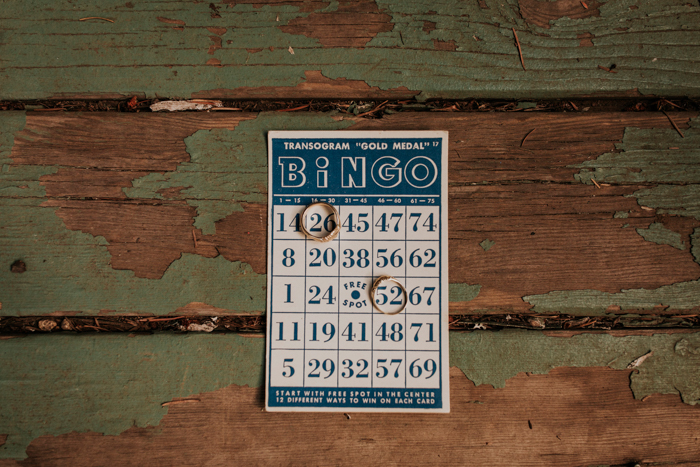 TRANSOGRAM "GOLD MEDAL" 17
BiNGO
1 — 15 16 — 30 31 — 45 46 — 60 61 — 75
14 26 45 47 74
8 20 38 56 62
1 24 FREE SPOT 52 67
11 19 41 48 71
5 29 32 57 69
START WITH FREE SPOT IN THE CENTER
12 DIFFERENT WAYS TO WIN ON EACH CARD